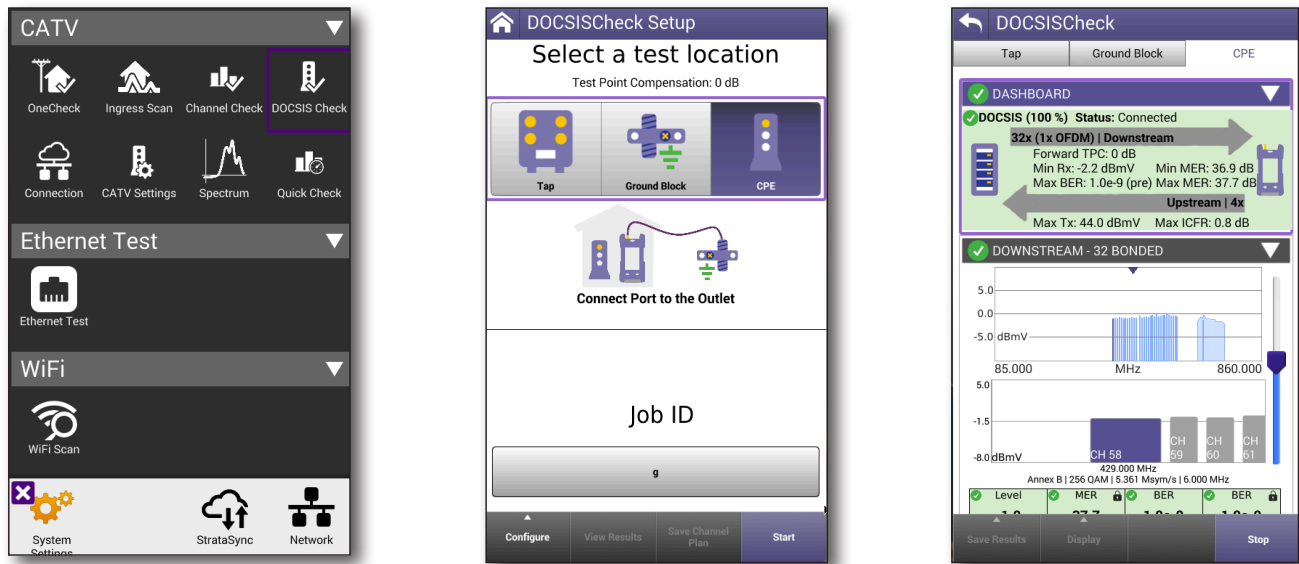 CATV
OneCheck
Ingress Scan
Channel Check
DOCSIS Check
Connection
CATV Settings
Spectrum
Quick Check
Ethernet Test
Ethernet Test
WiFi
WiFi Scan
System
Settings
StrataSync
Network
DOCSISCheck Setup
Select a test location
Test Point Compensation: 0 dB
Tap
Ground Block
CPE
Connect Port to the Outlet
Job ID
g
Configure
View Results
Save Channel
Plan
Start
DOCSISCheck
Tap
Ground Block
CPE
DASHBOARD
DOCSIS (100 %) Status: Connected
32x (1x OFDM) | Downstream
Forward TPC: 0 dB
Min Rx: -2.2 dBmV Min MER: 36.9 dB
Max BER: 1.0e-9 (pre) Max MER: 37.7 dB
Upstream | 4x
Max Tx: 44.0 dBmV Max ICFR: 0.8 dB
DOWNSTREAM - 32 BONDED
5.0
0.0
-5.0 dBmV
85.000 MHz 860.000
5.0
-1.5
-8.0 dBmV
CH 58
CH
59
CH
60
CH
61
429.000 MHz
Annex B | 256 QAM | 5.361 Msym/s | 6.000 MHz
Level MER BER BER
Save Results
Display
Stop